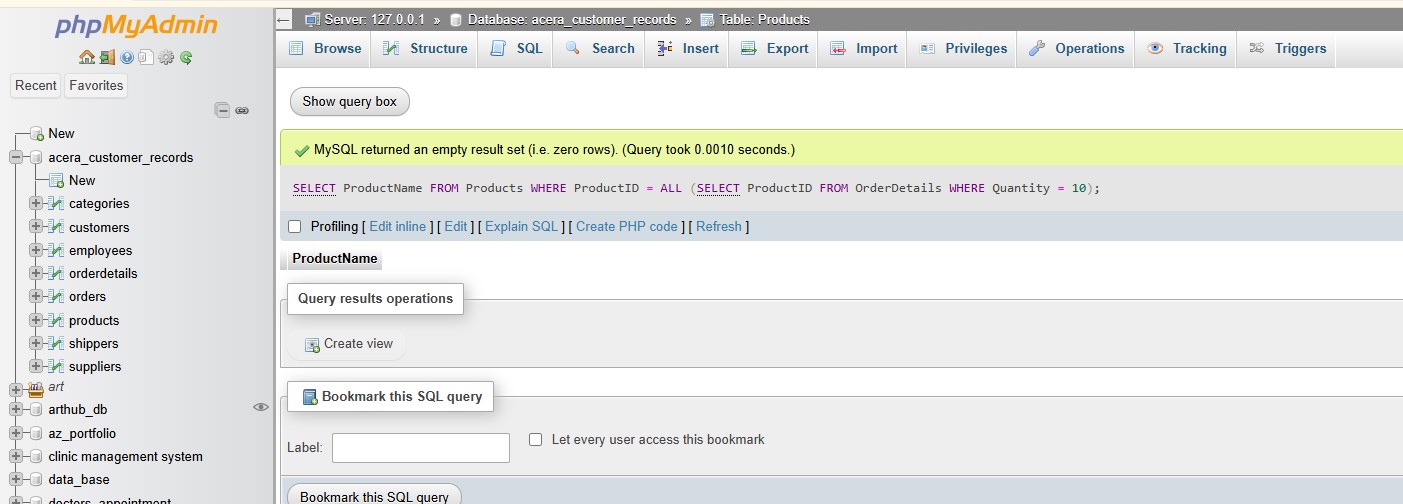 phpMyAdmin
Recent Favorites
New
acera_customer_records
New
categories
customers
employees
orderdetails
orders
products
shippers
suppliers
art
arthub_db
az_portfolio
clinic management system
data_base
doctors_appointment
Server: 127.0.0.1 » Database: acera_customer_records » Table: Products
Browse Structure SQL Search Insert Export Import Privileges Operations Tracking Triggers
Show query box
MySQL returned an empty result set (i.e. zero rows). (Query took 0.0010 seconds.)
SELECT ProductName FROM Products WHERE ProductID = ALL (SELECT ProductID FROM OrderDetails WHERE Quantity = 10);
Profiling [ Edit inline ] [ Edit ] [ Explain SQL ] [ Create PHP code ] [ Refresh ]
ProductName
Query results operations
Create view
Bookmark this SQL query
Label: Let every user access this bookmark
Bookmark this SQL query